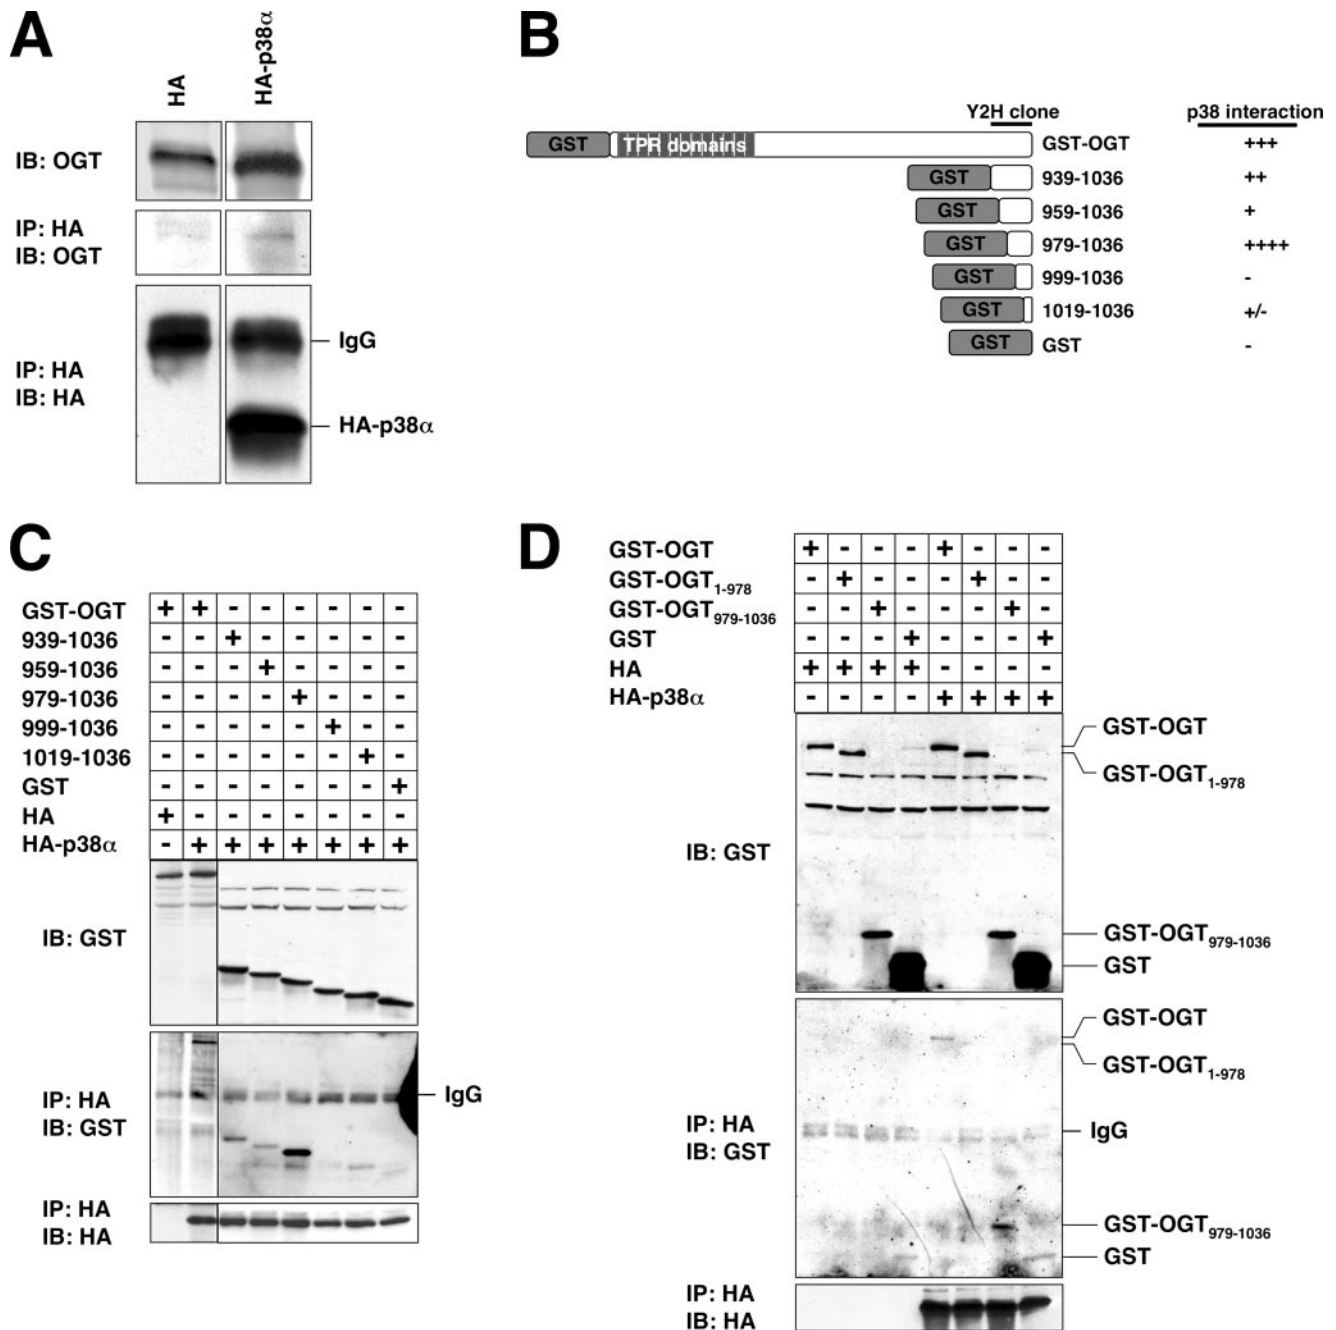 A
HA
HA-p38α
IB: OGT
IP: HA
IB: OGT
IP: HA
IB: HA
IgG
HA-p38α
B
Y2H clone
p38 interaction
GST TPR domains GST-OGT +++
GST 939-1036 ++
GST 959-1036 +
GST 979-1036 ++++
GST 999-1036 -
GST 1019-1036 +/-
GST GST -
C
GST-OGT + + - - - - - -
939-1036 - - + - - - - -
959-1036 - - - + - - - -
979-1036 - - - - + - - -
999-1036 - - - - - + - -
1019-1036 - - - - - - + -
GST - - - - - - - +
HA + - - - - - - -
HA-p38α - + + + + + + +
IB: GST
IP: HA
IB: GST
IgG
IP: HA
IB: HA
D
GST-OGT + - - - + - - -
GST-OGT1-978 - + - - - + - -
GST-OGT979-1036 - - + - - - + -
GST - - - + - - - +
HA + + + + - - - -
HA-p38α - - - - + + + +
IB: GST
GST-OGT
GST-OGT1-978
GST-OGT979-1036
GST
IP: HA
IB: GST
GST-OGT
GST-OGT1-978
IgG
GST-OGT979-1036
GST
IP: HA
IB: HA